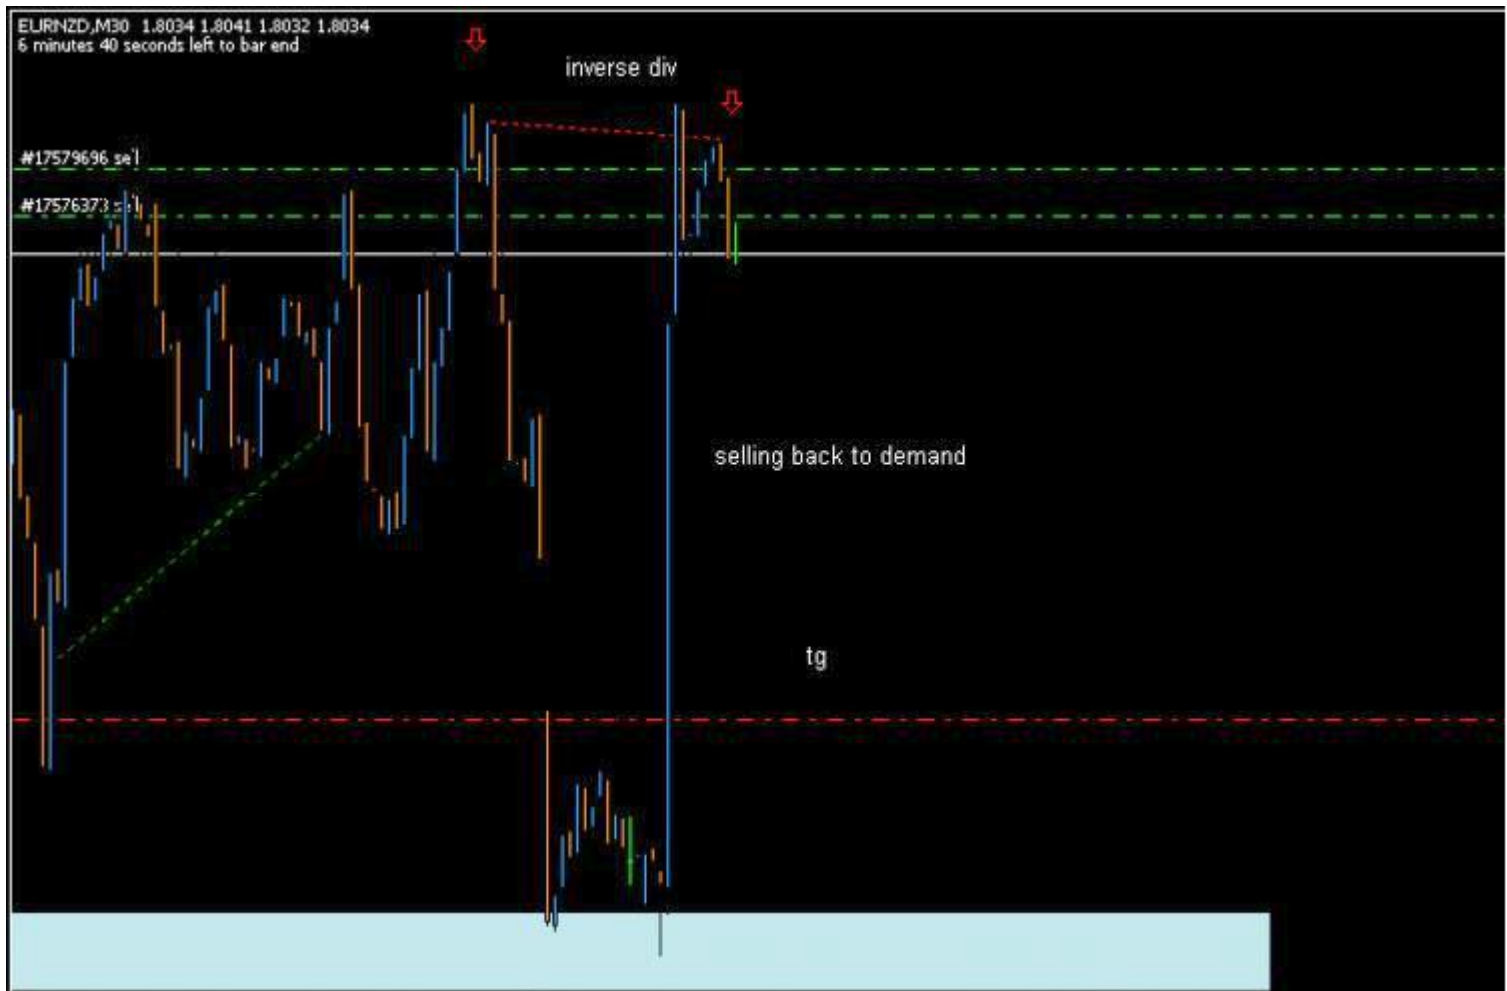 EURNZD,M30 1.8034 1.8041 1.8032 1.8034
6 minutes 40 seconds left to bar end
inverse div
#17579696 sell
#17576373 sell
selling back to demand
tg